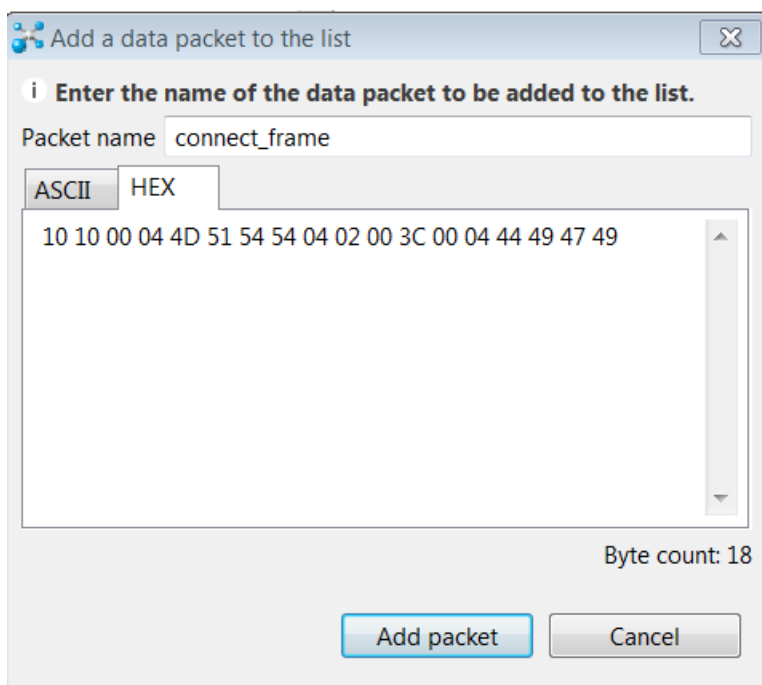 Add a data packet to the list
Enter the name of the data packet to be added to the list.
Packet name connect_frame
ASCII HEX
10 10 00 04 4D 51 54 54 04 02 00 3C 00 04 44 49 47 49
Byte count: 18
Add packet Cancel